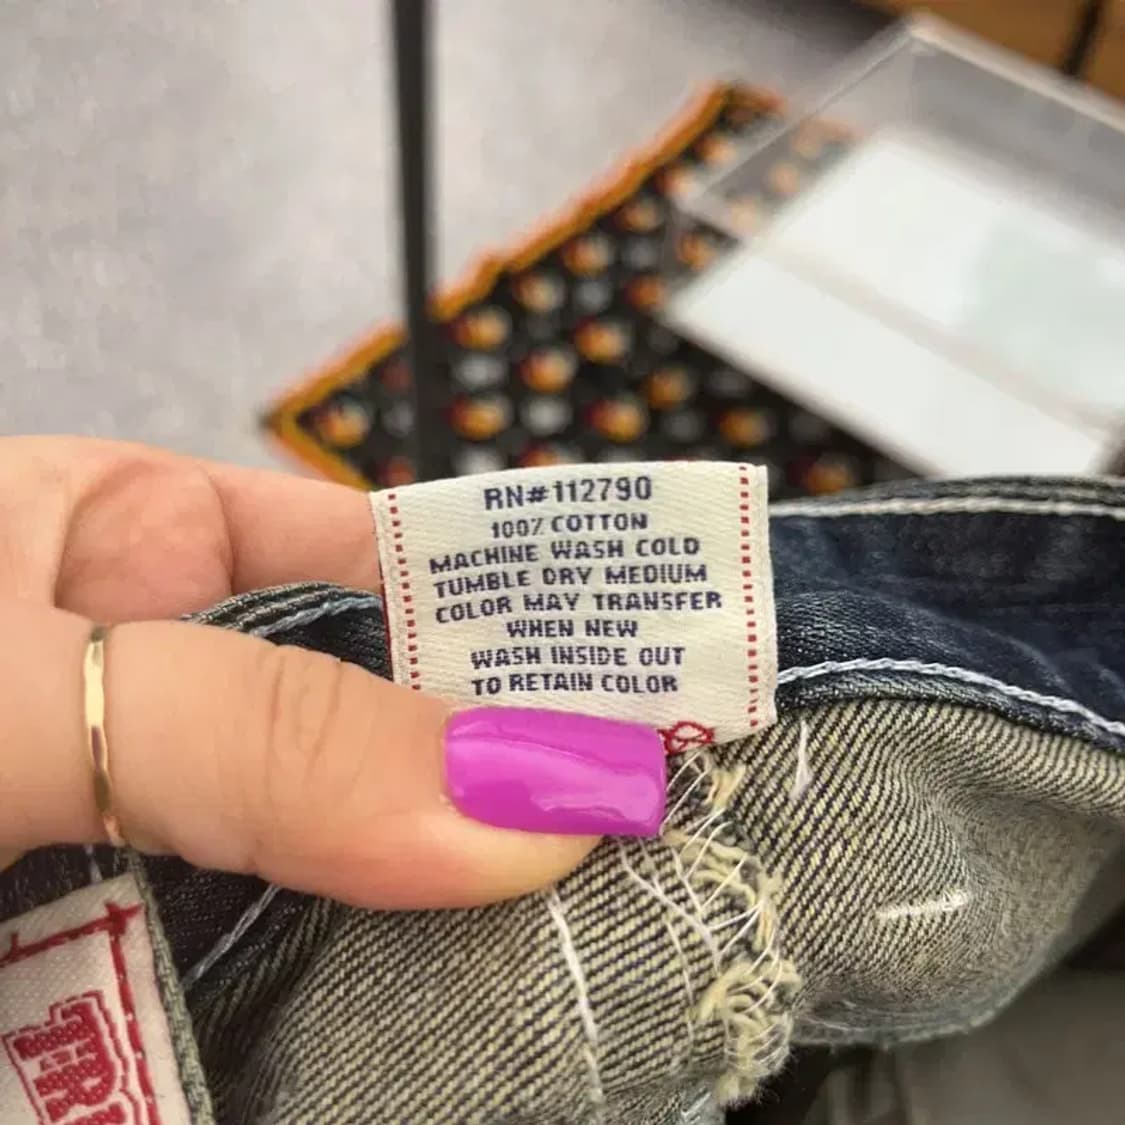 RN#112790
100% COTTON
MACHINE WASH COLD
TUMBLE DRY MEDIUM
COLOR MAY TRANSFER
WHEN NEW
WASH INSIDE OUT
TO RETAIN COLOR